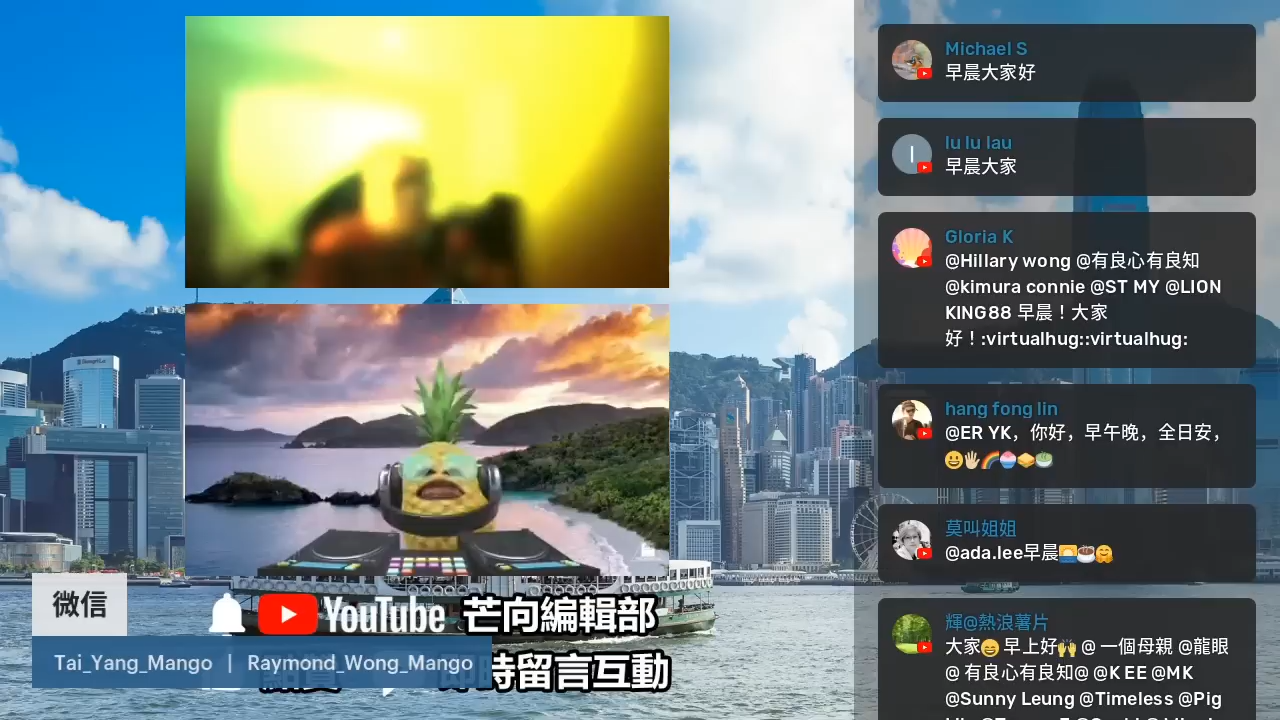 Michael S
早晨大家好
lu lu lau
早晨大家
Gloria K
@Hillary wong @有良心有良知
@kimura connie @ST MY @LION
KING88 早晨！大家
好！:virtualhug::virtualhug:
hang fong lin
@ER YK，你好，早午晚，全日安，
莫叫姐姐
@ada.lee早晨
輝@熱浪薯片
大家 早上好 @ 一個母親 @龍眼
@ 有良心有良知@ @K EE @MK
@Sunny Leung @Timeless @Pig
微信
Tai_Yang_Mango | Raymond_Wong_Mango
YouTube 芒向編輯部
即時留言互動